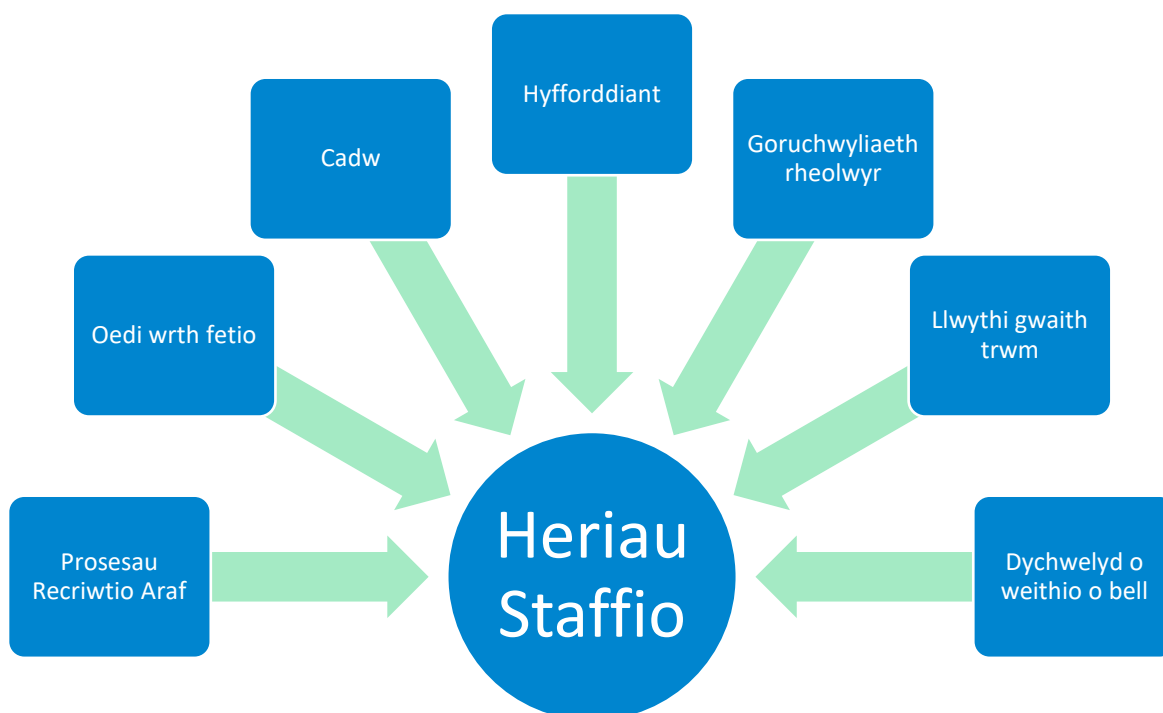 Hyfforddiant
Cadw
Goruchwyliaeth
rheolwyr
Oedi wrth fetio
Llwythi gwaith
trwm
Prosesau
Recriwtio Araf
Heriau
Staffio
Dychwelyd o
weithio o bell